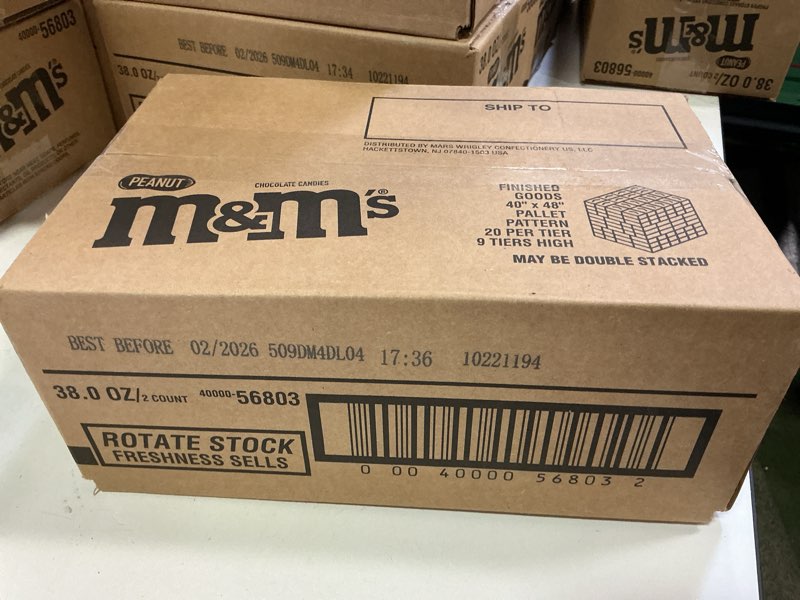 40000-56803
CHOCOLATE CANDIES
&m's
BEST BEFORE 02/2026 509DM4DL04 17:34 10221194
38.0 OZ/
PEANUT
m&m's
40000-56803
38.0 OZ/2 COUNT
SHIP TO
DISTRIBUTED BY MARS WRIGLEY CONFECTIONERY US, LLC
HACKETTSTOWN, NJ 07840-1503 USA
PEANUT
CHOCOLATE CANDIES
m&m's®
FINISHED
GOODS
40" x 48"
PALLET
PATTERN
20 PER TIER
9 TIERS HIGH
MAY BE DOUBLE STACKED
BEST BEFORE 02/2026 509DM4DL04 17:36 10221194
38.0 OZ/2 COUNT 40000-56803
ROTATE STOCK
FRESHNESS SELLS
0 00 40000 56803 2